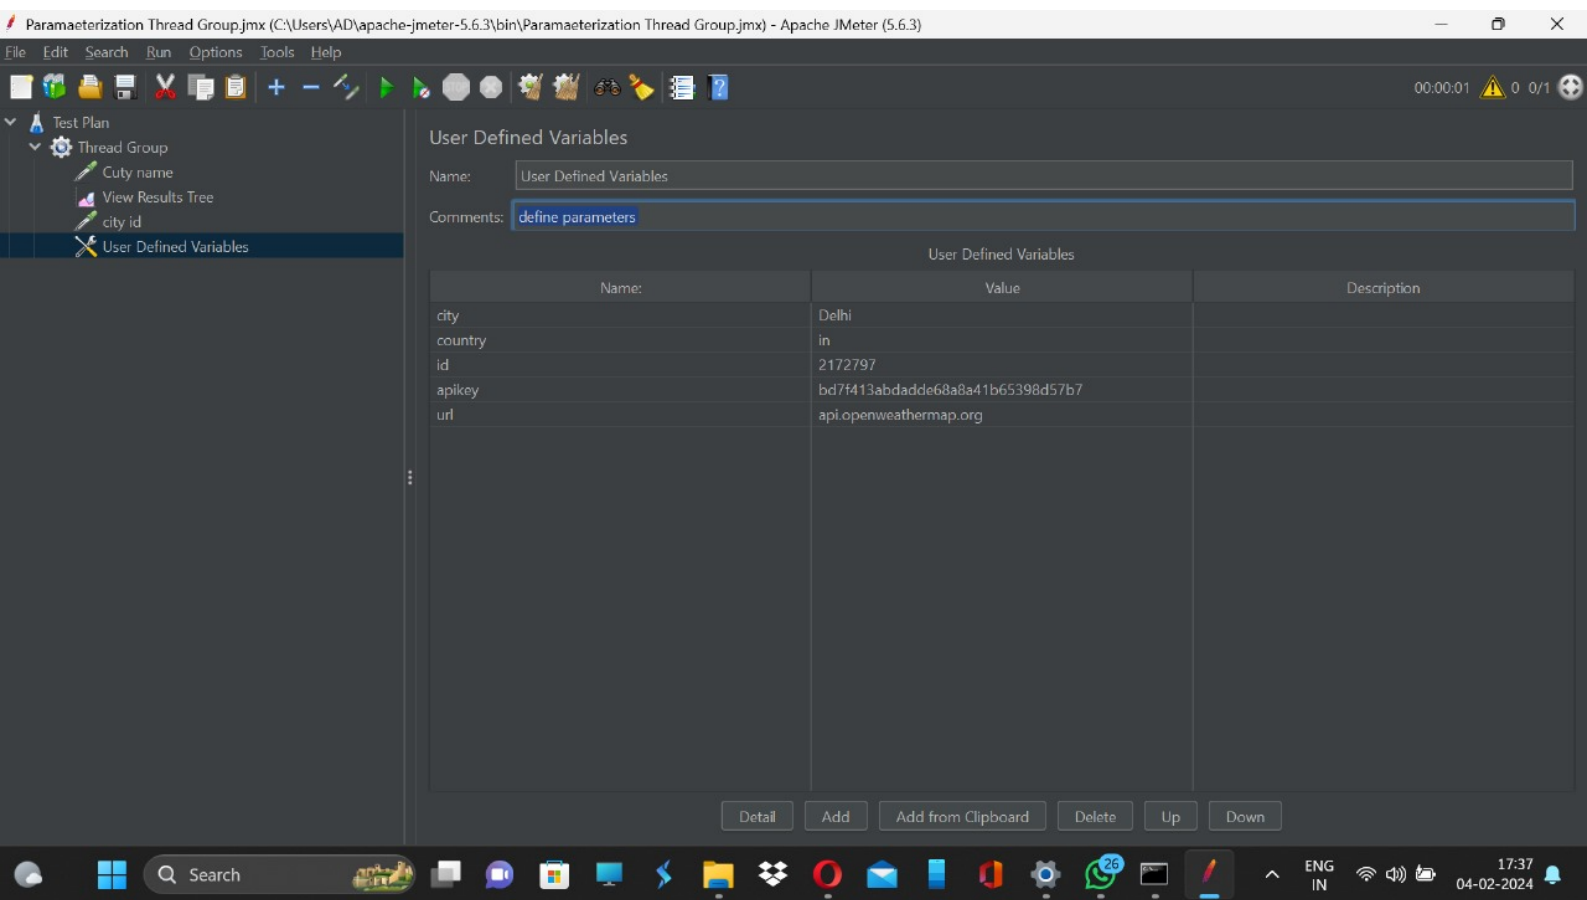 Paramaeterization Thread Group.jmx (C:\Users\AD\apache-jmeter-5.6.3\bin\Paramaeterization Thread Group.jmx) - Apache JMeter (5.6.3)
File Edit Search Run Options Tools Help
STOP
00:00:01 0 0/1
Test Plan
Thread Group
Cuty name
View Results Tree
city id
User Defined Variables
User Defined Variables
Name: User Defined Variables
Comments: define parameters
User Defined Variables
Name: Value Description
city Delhi
country in
id 2172797
apikey bd7f413abdadde68a8a41b65398d57b7
url api.openweathermap.org
Detail Add Add from Clipboard Delete Up Down
Search
26
ENG
IN
17:37
04-02-2024